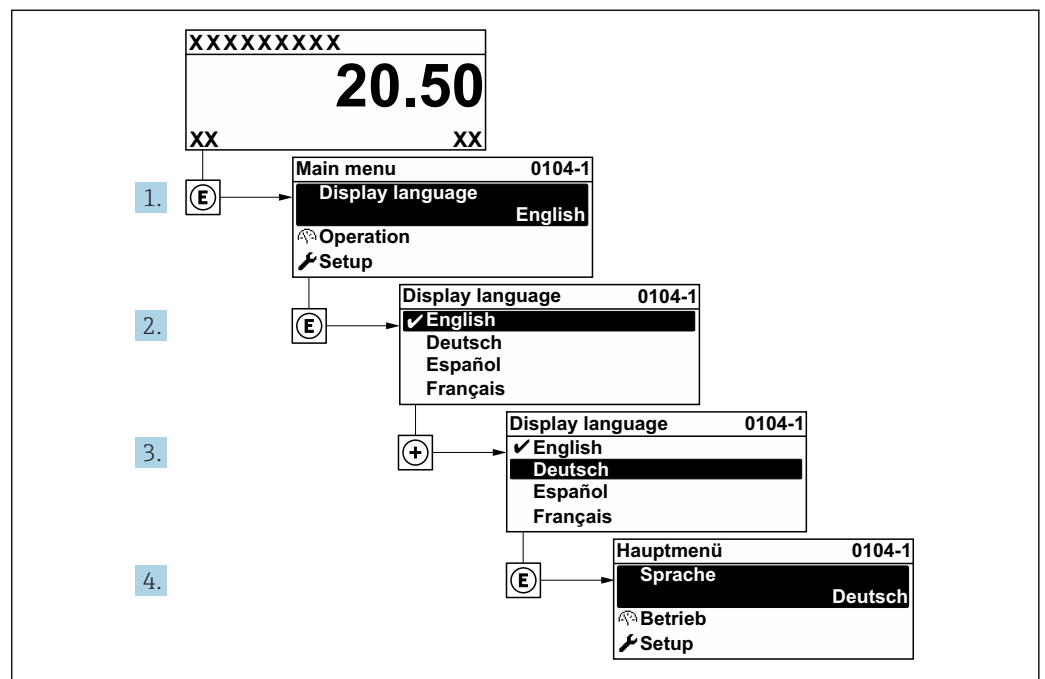 XXXXXXXXX
20.50
XX XX
1. E
Main menu 0104-1
Display language
English
Operation
Setup
2. E
Display language 0104-1
✔English
Deutsch
Español
Français
3. +
Display language 0104-1
✔English
Deutsch
Español
Français
4. E
Hauptmenü 0104-1
Sprache
Deutsch
Betrieb
Setup